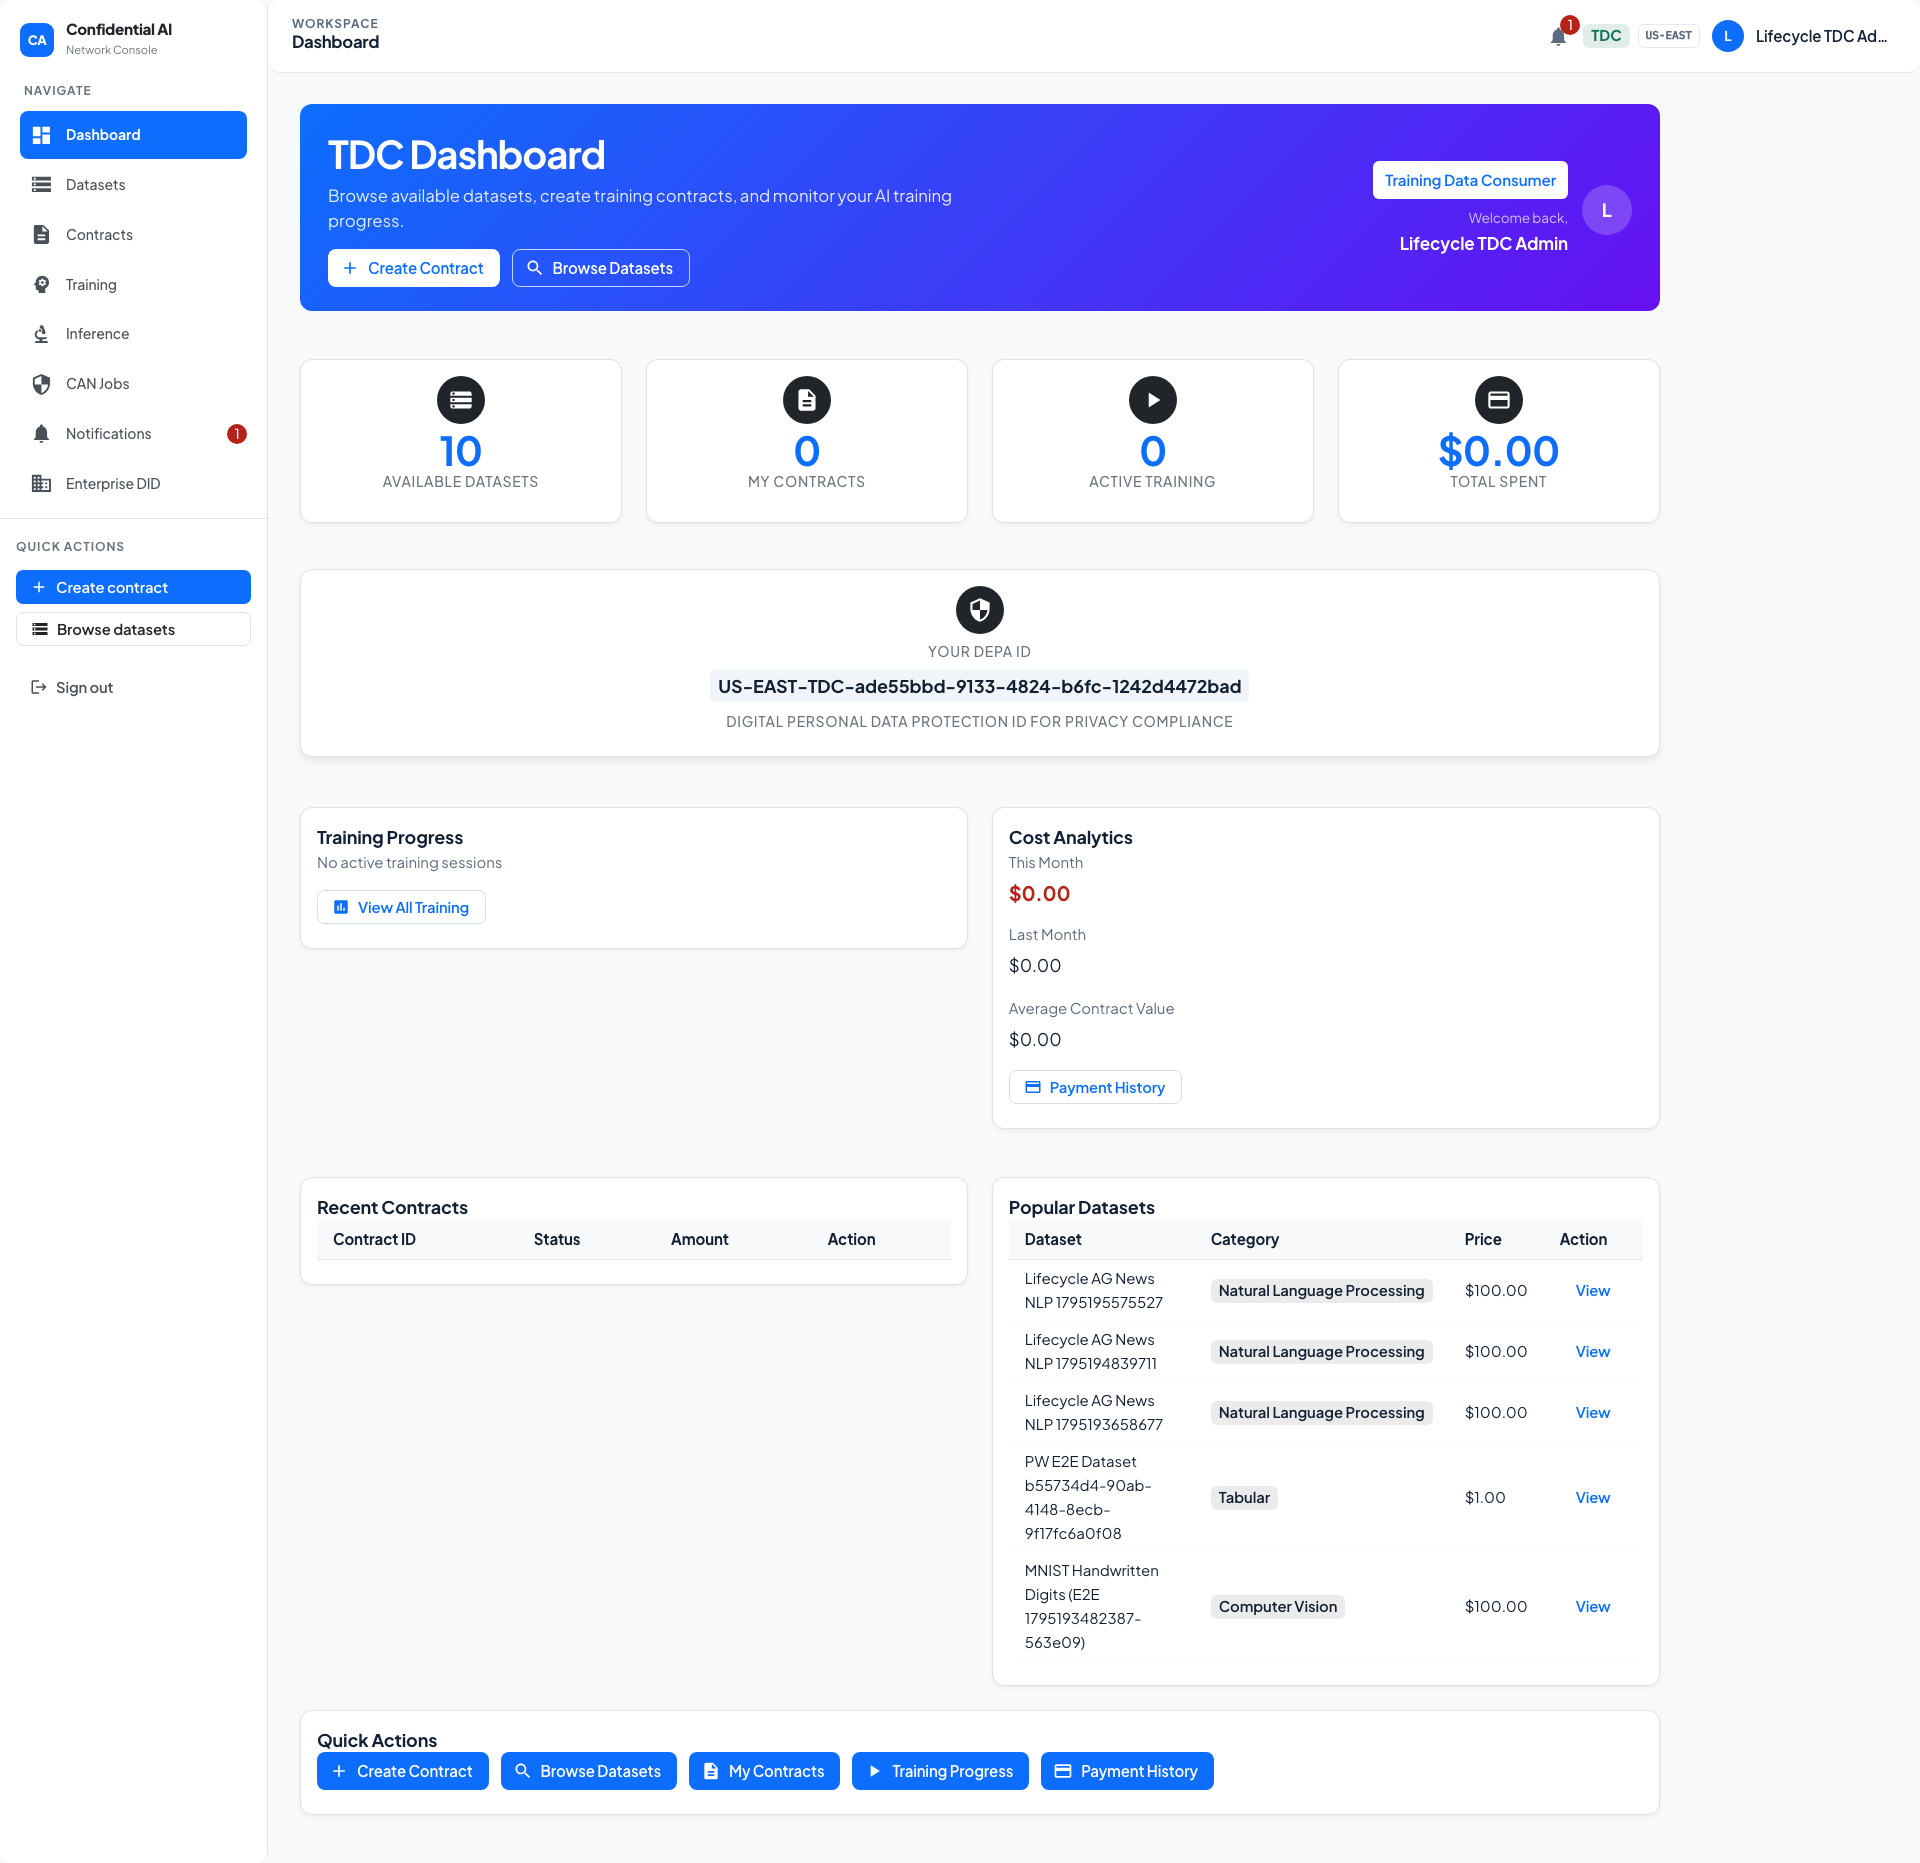 CA
Confidential AI
Network Console
NAVIGATE
Dashboard
Datasets
Contracts
Training
Inference
CAN Jobs
Notifications
1
Enterprise DID
QUICK ACTIONS
Create contract
Browse datasets
Sign out
WORKSPACE
Dashboard
1
TDC
US-EAST
L
Lifecycle TDC Ad...
TDC Dashboard
Browse available datasets, create training contracts, and monitor your AI training
progress.
Create Contract
Browse Datasets
Training Data Consumer
Welcome back,
Lifecycle TDC Admin
L
10
AVAILABLE DATASETS
0
MY CONTRACTS
0
ACTIVE TRAINING
$0.00
TOTAL SPENT
YOUR DEPA ID
US-EAST-TDC-ade55bbd-9133-4824-b6fc-1242d4472bad
DIGITAL PERSONAL DATA PROTECTION ID FOR PRIVACY COMPLIANCE
Training Progress
No active training sessions
View All Training
Cost Analytics
This Month
$0.00
Last Month
$0.00
Average Contract Value
$0.00
Payment History
Recent Contracts
Contract ID Status Amount Action
Popular Datasets
Dataset Category Price Action
Lifecycle AG News
NLP 1795195575527
Natural Language Processing $100.00 View
Lifecycle AG News
NLP 1795194839711
Natural Language Processing $100.00 View
Lifecycle AG News
NLP 1795193658677
Natural Language Processing $100.00 View
PW E2E Dataset
b55734d4-90ab-
4148-8ecb-
9f17fc6a0f08
Tabular $1.00 View
MNIST Handwritten
Digits (E2E
1795193482387-
563e09)
Computer Vision $100.00 View
Quick Actions
Create Contract
Browse Datasets
My Contracts
Training Progress
Payment History